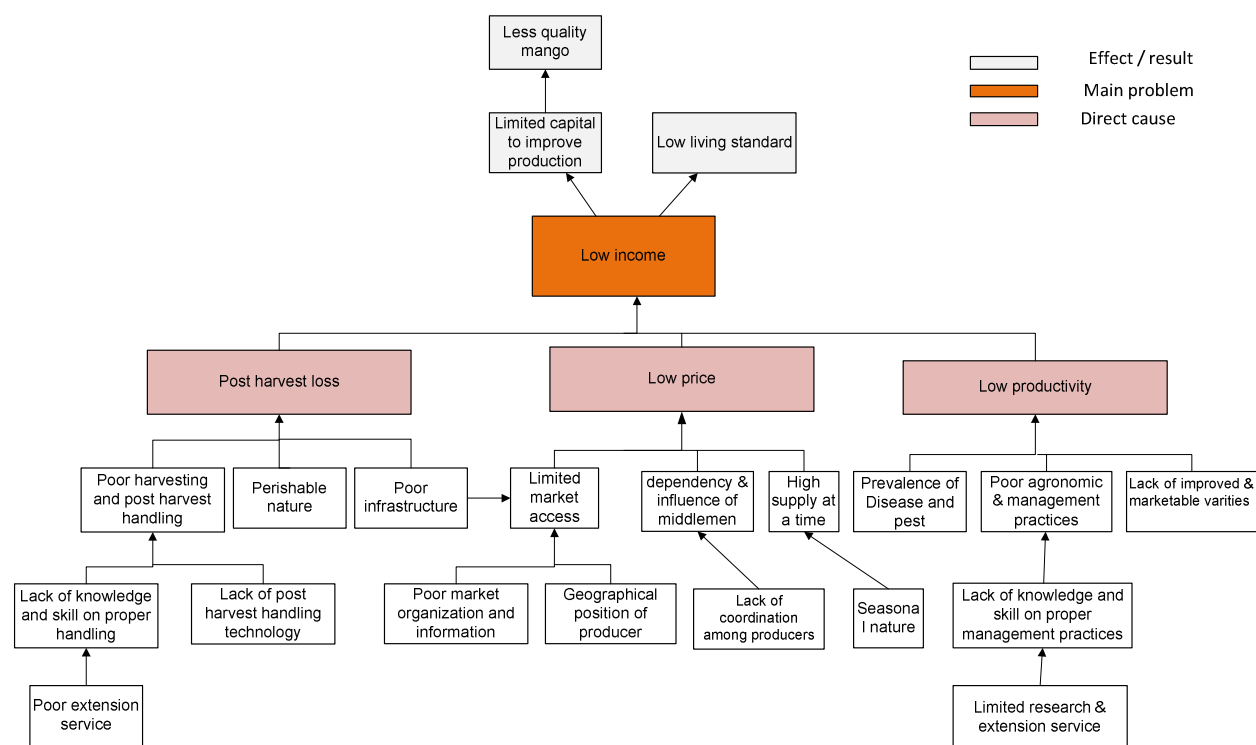 Less quality
mango
Effect / result
Main problem
Direct cause
Limited capital
to improve
production
Low living standard
Low income
Post harvest loss
Low price
Low productivity
Poor harvesting
and post harvest
handling
Perishable
nature
Poor
infrastructure
Limited
market
access
dependency &
influence of
middlemen
High
supply at
a time
Prevalence of
Disease and
pest
Poor agronomic
& management
practices
Lack of improved &
marketable varities
Lack of knowledge
and skill on proper
handling
Lack of post
harvest handling
technology
Poor market
organization and
information
Geographical
position of
producer
Lack of
coordination
among producers
Seasona
l nature
Lack of knowledge and
skill on proper
management practices
Poor extension
service
Limited research &
extension service